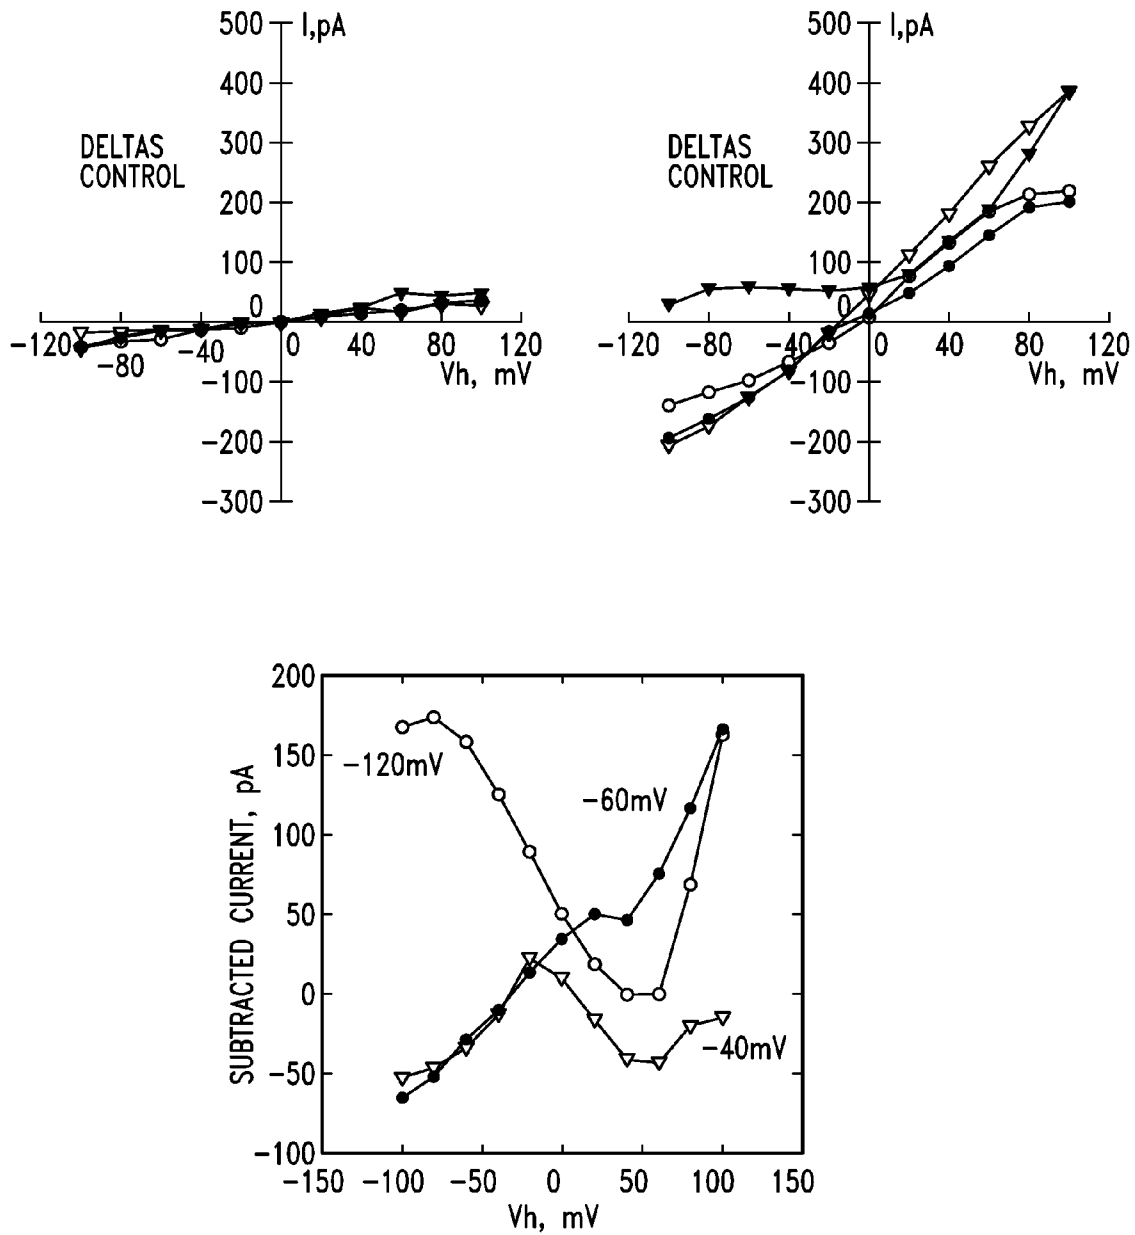 500 I,pA
400
DELTAS
CONTROL
300
200
100
0
-120 -80 -40 0 40 80 120
Vh, mV
-100
-200
-300
500 I,pA
400
DELTAS
CONTROL
300
200
100
0
-120 -80 -40 0 40 80 120
Vh, mV
-100
-200
-300
200
150
100
50
0
-50
-100
SUBTRACTED CURRENT, pA
-120mV
-60mV
-40mV
-150 -100 -50 0 50 100 150
Vh, mV